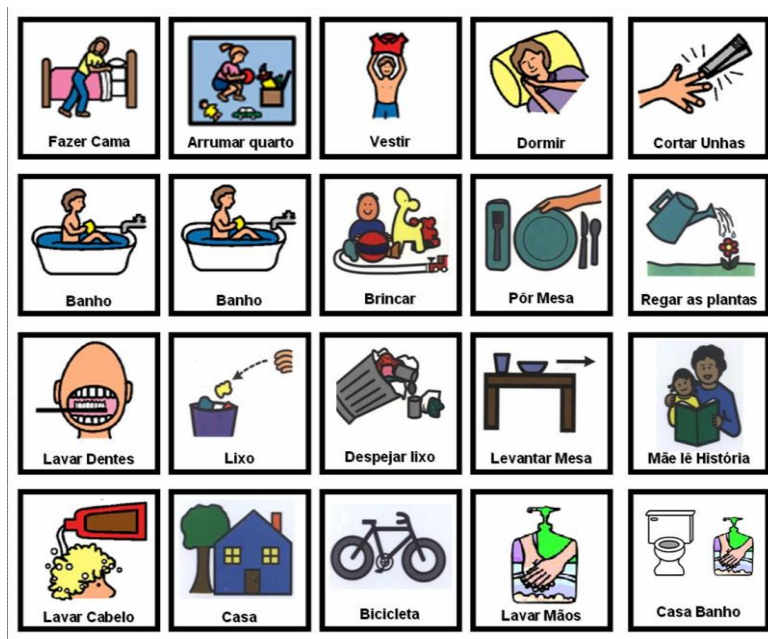 Fazer Cama
Arrumar quarto
Vestir
Dormir
Cortar Unhas
Banho
Banho
Brincar
Pôr Mesa
Regar as plantas
Lavar Dentes
Lixo
Despejar lixo
Levantar Mesa
Mãe lê História
Lavar Cabelo
Casa
Bicicleta
Lavar Mãos
Casa Banho